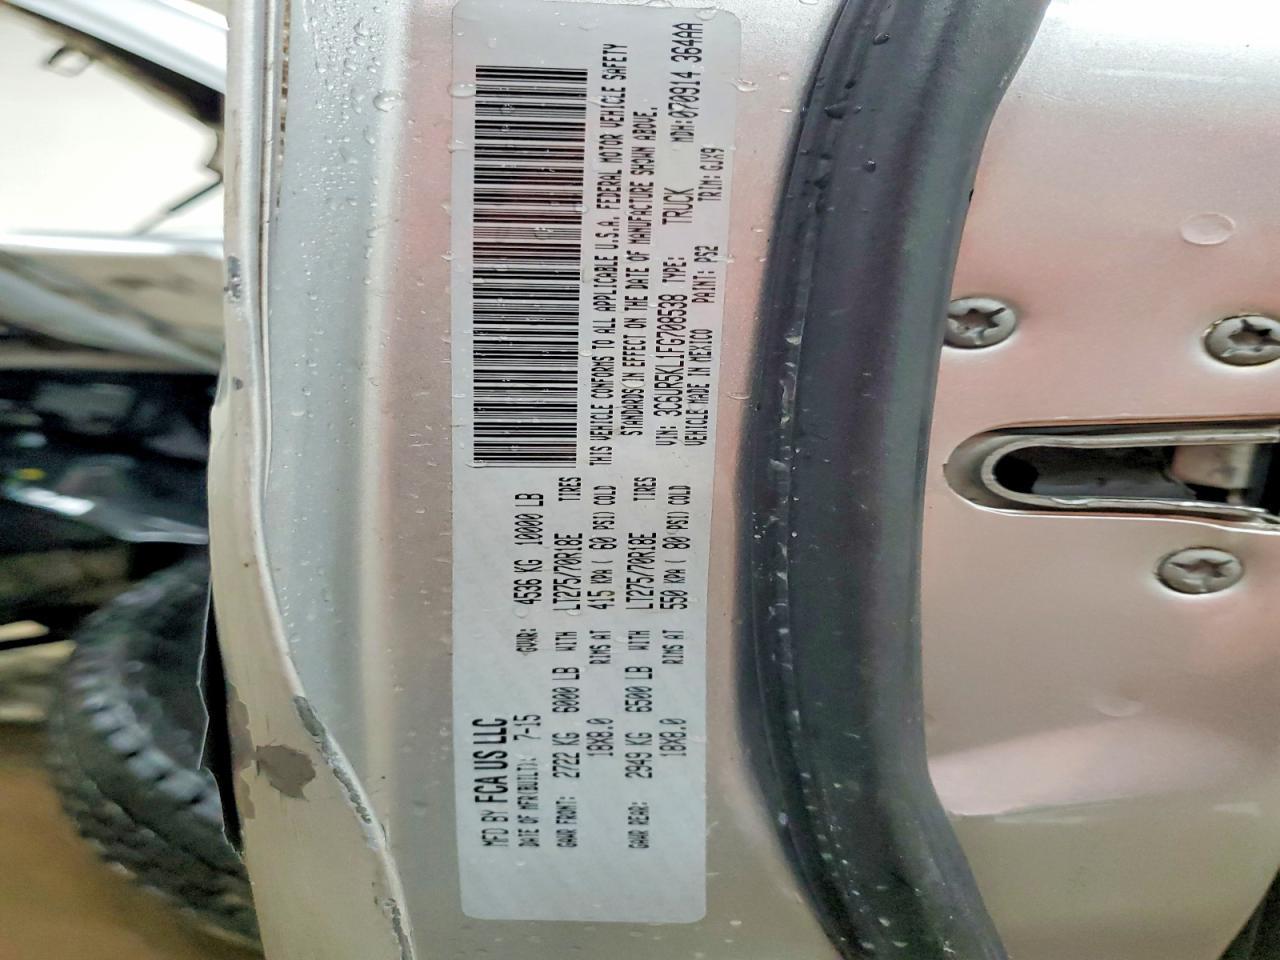 MFD BY FCA US LLC
DATE OF MFR(BUILT): 7-15 GVWR: 4536 KG 10000 LB
GAWR FRONT: 2722 KG 6000 LB WITH LT275/70R18E TIRES
18X8.0 RIMS AT 415 KPA ( 60 PSI) COLD
GAWR REAR: 2949 KG 6500 LB WITH LT275/70R18E TIRES
18X8.0 RIMS AT 550 KPA ( 80 PSI) COLD
THIS VEHICLE CONFORMS TO ALL APPLICABLE U.S.A. FEDERAL MOTOR VEHICLE SAFETY
STANDARDS IN EFFECT ON THE DATE OF MANUFACTURE SHOWN ABOVE.
VIN: 3C6UR5KL1FG708538 TYPE: TRUCK MDH:070914 364AA
VEHICLE MADE IN MEXICO PAINT: PS2 TRIM: GJX9